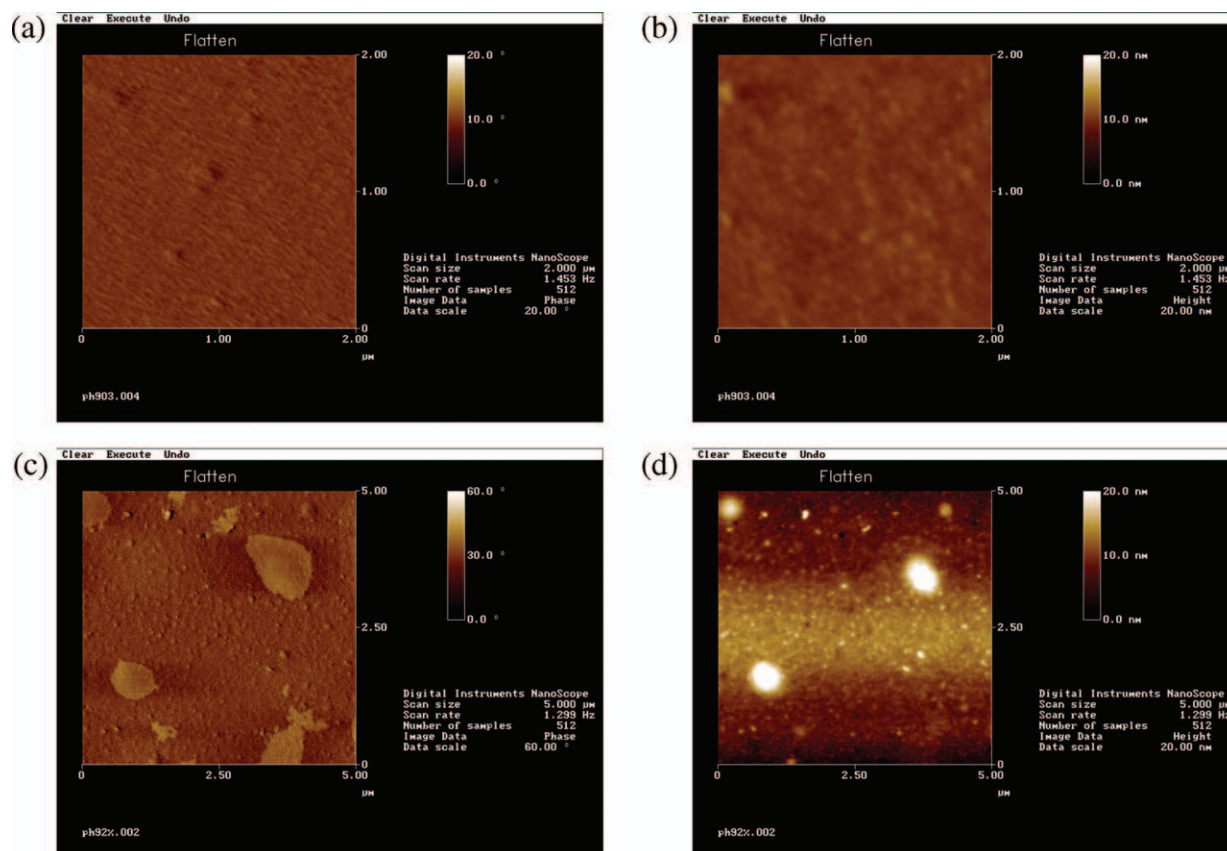 (a)
Clear Execute Undo
Flatten
2.00
1.00
0
0 1.00 2.00
µM
20.0 °
10.0 °
0.0 °
Digital Instruments NanoScope
Scan size 2.000 µM
Scan rate 1.453 Hz
Number of samples 512
Image Data Phase
Data scale 20.00 °
ph903.004
(b)
Clear Execute Undo
Flatten
2.00
1.00
0
0 1.00 2.00
µM
20.0 nM
10.0 nM
0.0 nM
Digital Instruments NanoScope
Scan size 2.000 µM
Scan rate 1.453 Hz
Number of samples 512
Image Data Height
Data scale 20.00 nM
ph903.004
(c)
Clear Execute Undo
Flatten
5.00
2.50
0
0 2.50 5.00
µM
60.0 °
30.0 °
0.0 °
Digital Instruments NanoScope
Scan size 5.000 µM
Scan rate 1.299 Hz
Number of samples 512
Image Data Phase
Data scale 60.00 °
ph92%.002
(d)
Clear Execute Undo
Flatten
5.00
2.50
0
0 2.50 5.00
µM
20.0 nM
10.0 nM
0.0 nM
Digital Instruments NanoScope
Scan size 5.000 µM
Scan rate 1.299 Hz
Number of samples 512
Image Data Height
Data scale 20.00 nM
ph92%.002